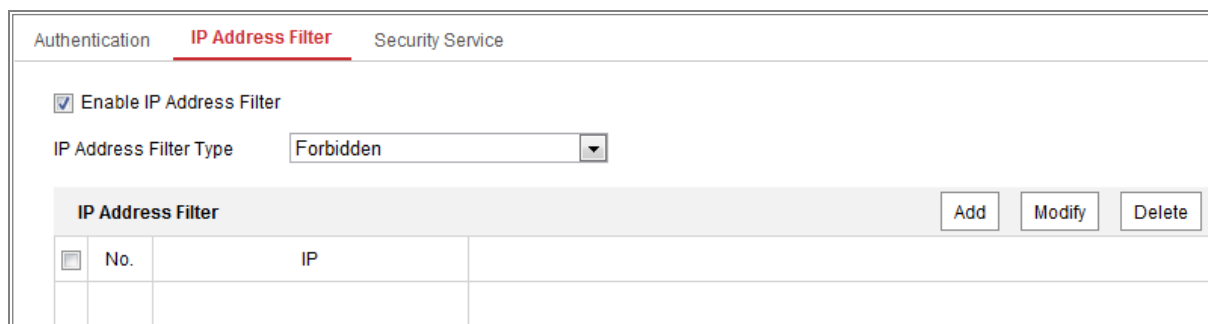 Authentication IP Address Filter Security Service
Enable IP Address Filter
IP Address Filter Type Forbidden
IP Address Filter Add Modify Delete
No. IP